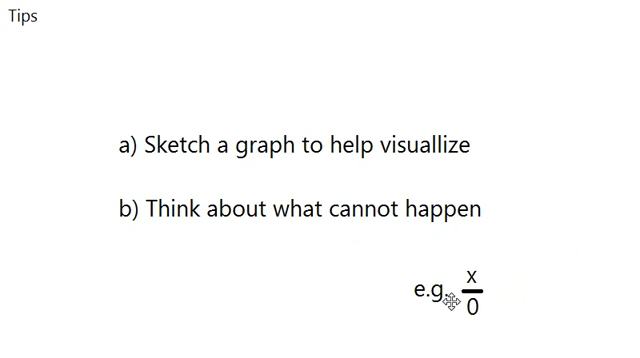 Tips
a) Sketch a graph to help visuallize
b) Think about what cannot happen
e.g. x
0